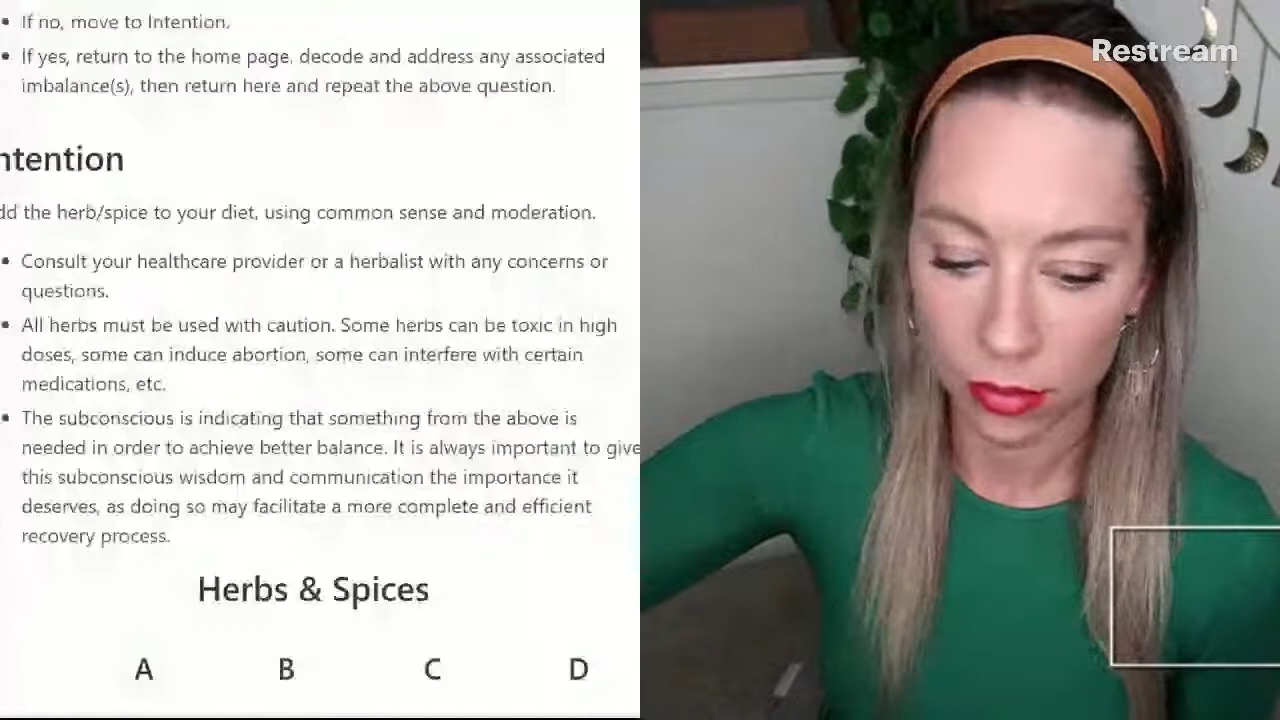 If no, move to Intention.
If yes, return to the home page, decode and address any associated
imbalance(s), then return here and repeat the above question.
ntention
dd the herb/spice to your diet, using common sense and moderation.
Consult your healthcare provider or a herbalist with any concerns or
questions.
All herbs must be used with caution. Some herbs can be toxic in high
doses, some can induce abortion, some can interfere with certain
medications, etc.
The subconscious is indicating that something from the above is
needed in order to achieve better balance. It is always important to give
this subconscious wisdom and communication the importance it
deserves, as doing so may facilitate a more complete and efficient
recovery process.
Herbs & Spices
A B C D
Restream